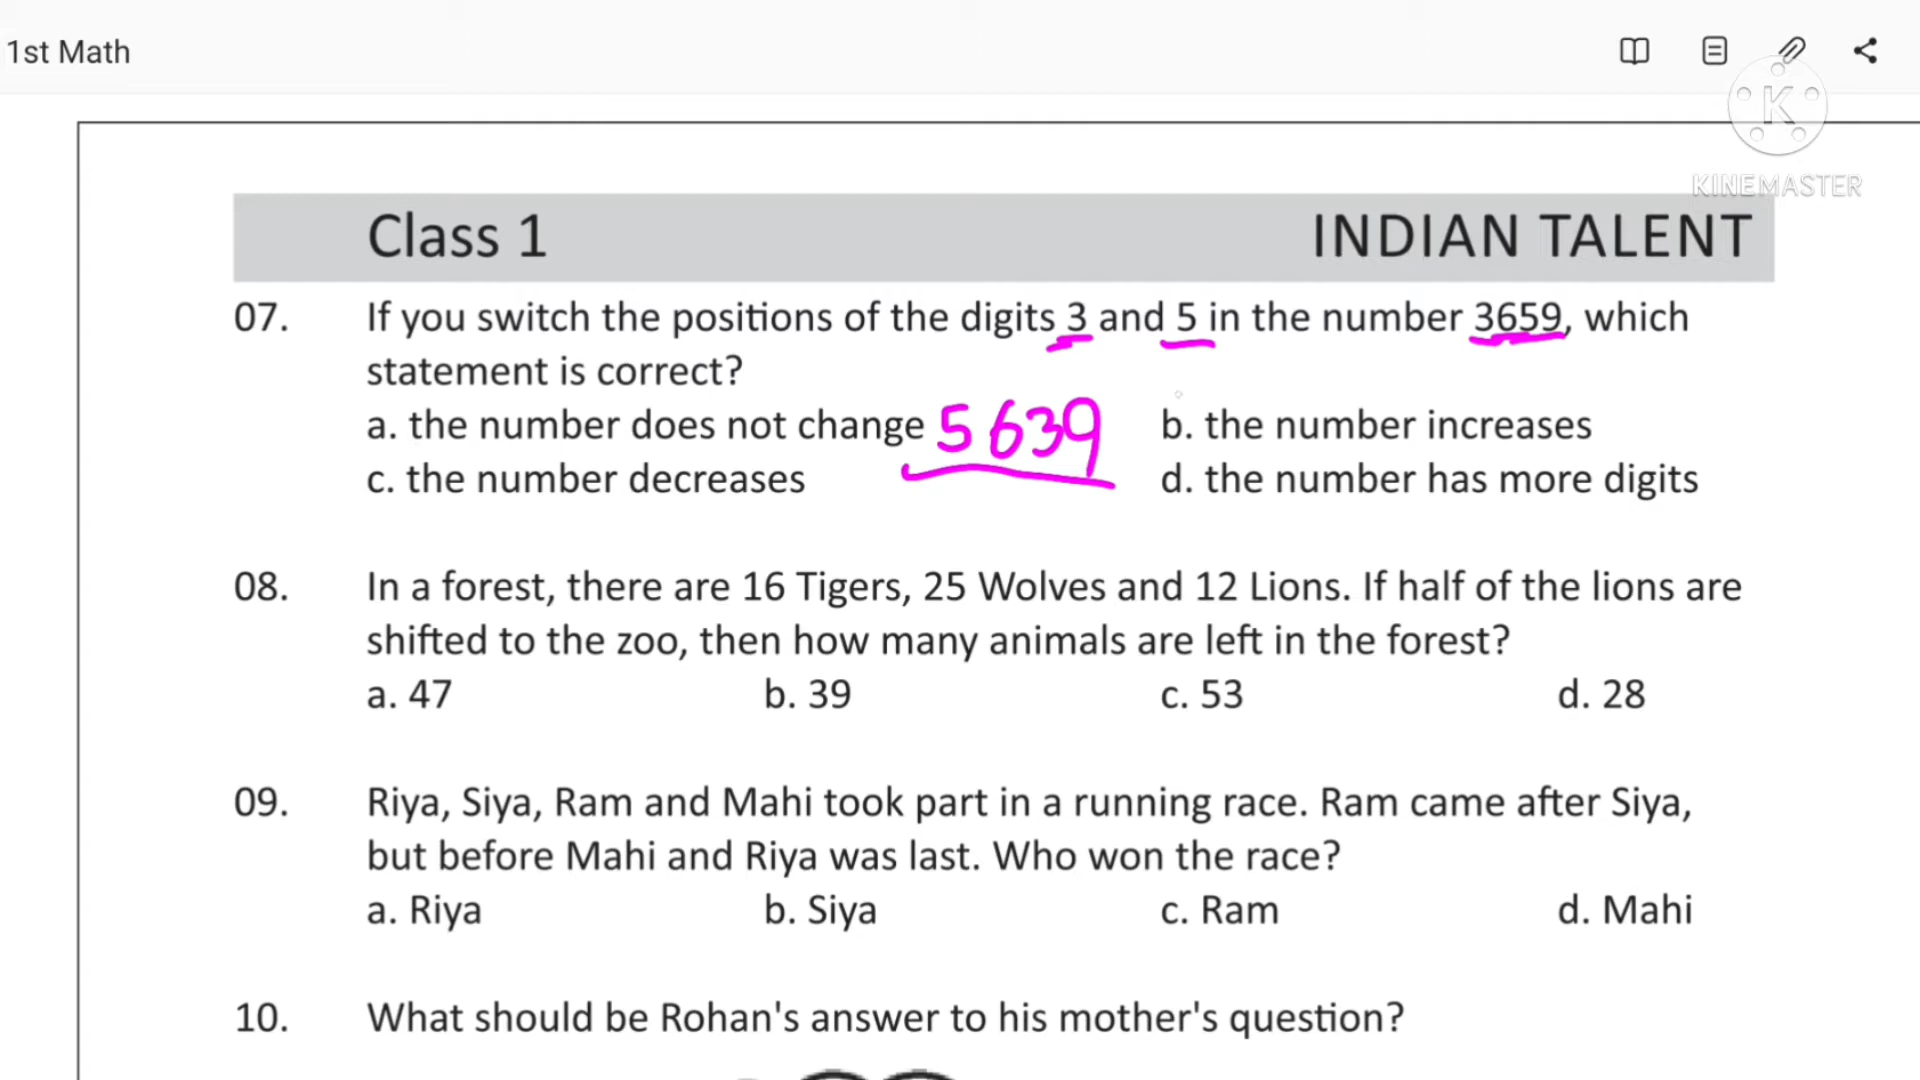 1st Math
KINEMASTER
Class 1 INDIAN TALENT
07. If you switch the positions of the digits 3 and 5 in the number 3659, which
statement is correct?
a. the number does not change 5639 b. the number increases
c. the number decreases d. the number has more digits
08. In a forest, there are 16 Tigers, 25 Wolves and 12 Lions. If half of the lions are
shifted to the zoo, then how many animals are left in the forest?
a. 47 b. 39 c. 53 d. 28
09. Riya, Siya, Ram and Mahi took part in a running race. Ram came after Siya,
but before Mahi and Riya was last. Who won the race?
a. Riya b. Siya c. Ram d. Mahi
10. What should be Rohan's answer to his mother's question?